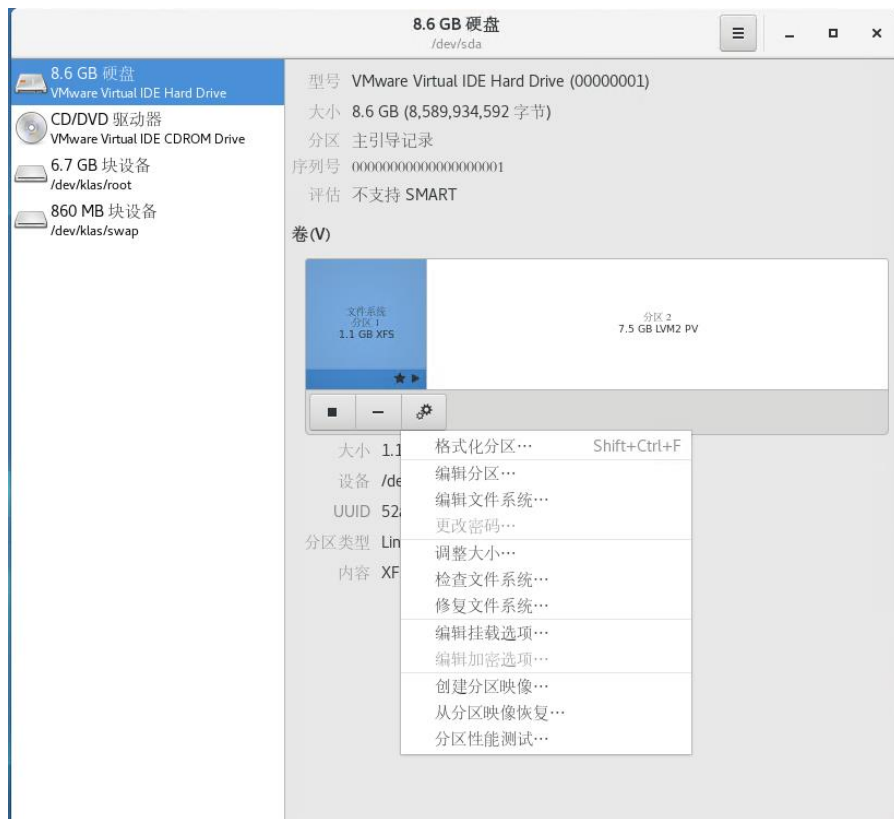 8.6 GB 硬盘
/dev/sda
8.6 GB 硬盘
VMware Virtual IDE Hard Drive
CD/DVD 驱动器
VMware Virtual IDE CDROM Drive
6.7 GB 块设备
/dev/klas/root
860 MB 块设备
/dev/klas/swap
型号 VMware Virtual IDE Hard Drive (00000001)
大小 8.6 GB (8,589,934,592 字节)
分区 主引导记录
序列号 00000000000000000001
评估 不支持 SMART
卷(V)
文件系统
分区 1
1.1 GB XFS
分区 2
7.5 GB LVM2 PV
大小 1.1
设备 /de
UUID 52a
分区类型 Lin
内容 XF
格式化分区… Shift+Ctrl+F
编辑分区…
编辑文件系统…
更改密码…
调整大小…
检查文件系统…
修复文件系统…
编辑挂载选项…
编辑加密选项…
创建分区映像…
从分区映像恢复…
分区性能测试…